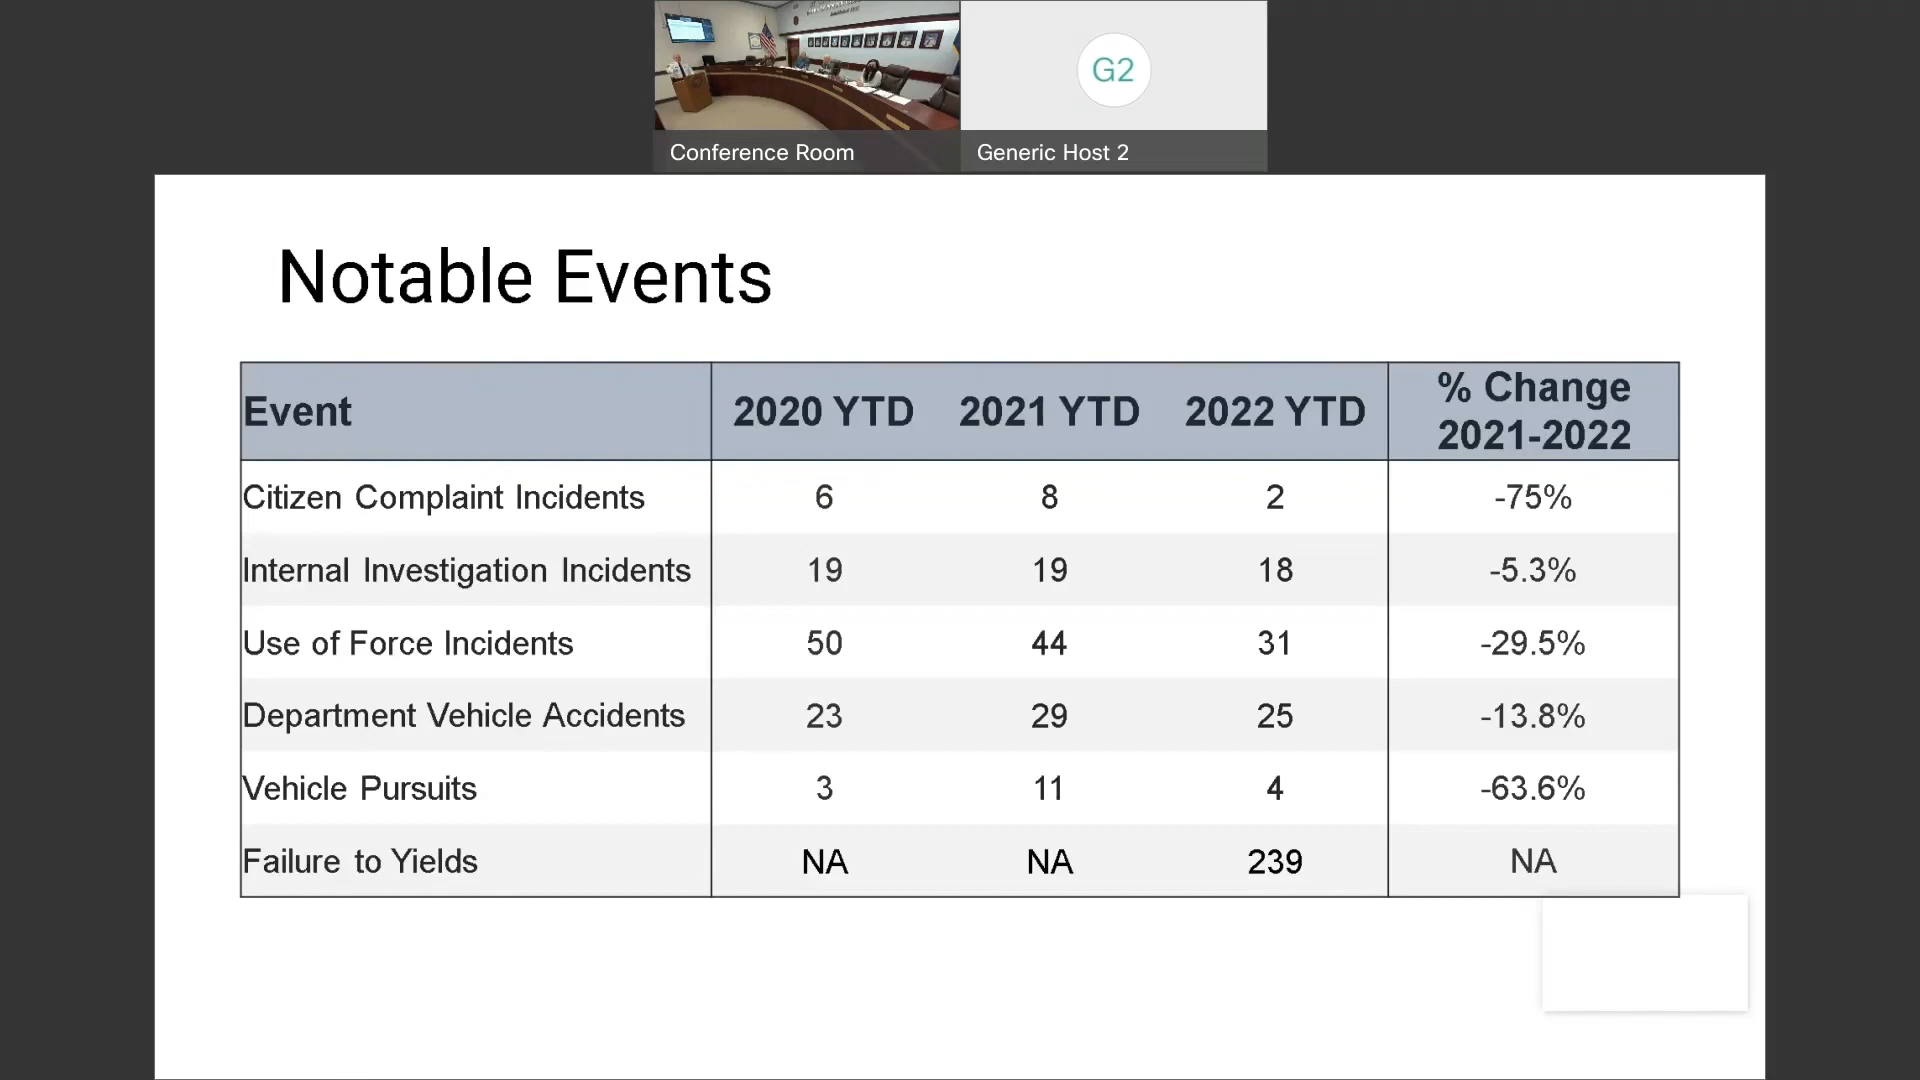 G2
Conference Room
Generic Host 2
Notable Events
Event 2020 YTD 2021 YTD 2022 YTD % Change 2021-2022
Citizen Complaint Incidents 6 8 2 -75%
Internal Investigation Incidents 19 19 18 -5.3%
Use of Force Incidents 50 44 31 -29.5%
Department Vehicle Accidents 23 29 25 -13.8%
Vehicle Pursuits 3 11 4 -63.6%
Failure to Yields NA NA 239 NA